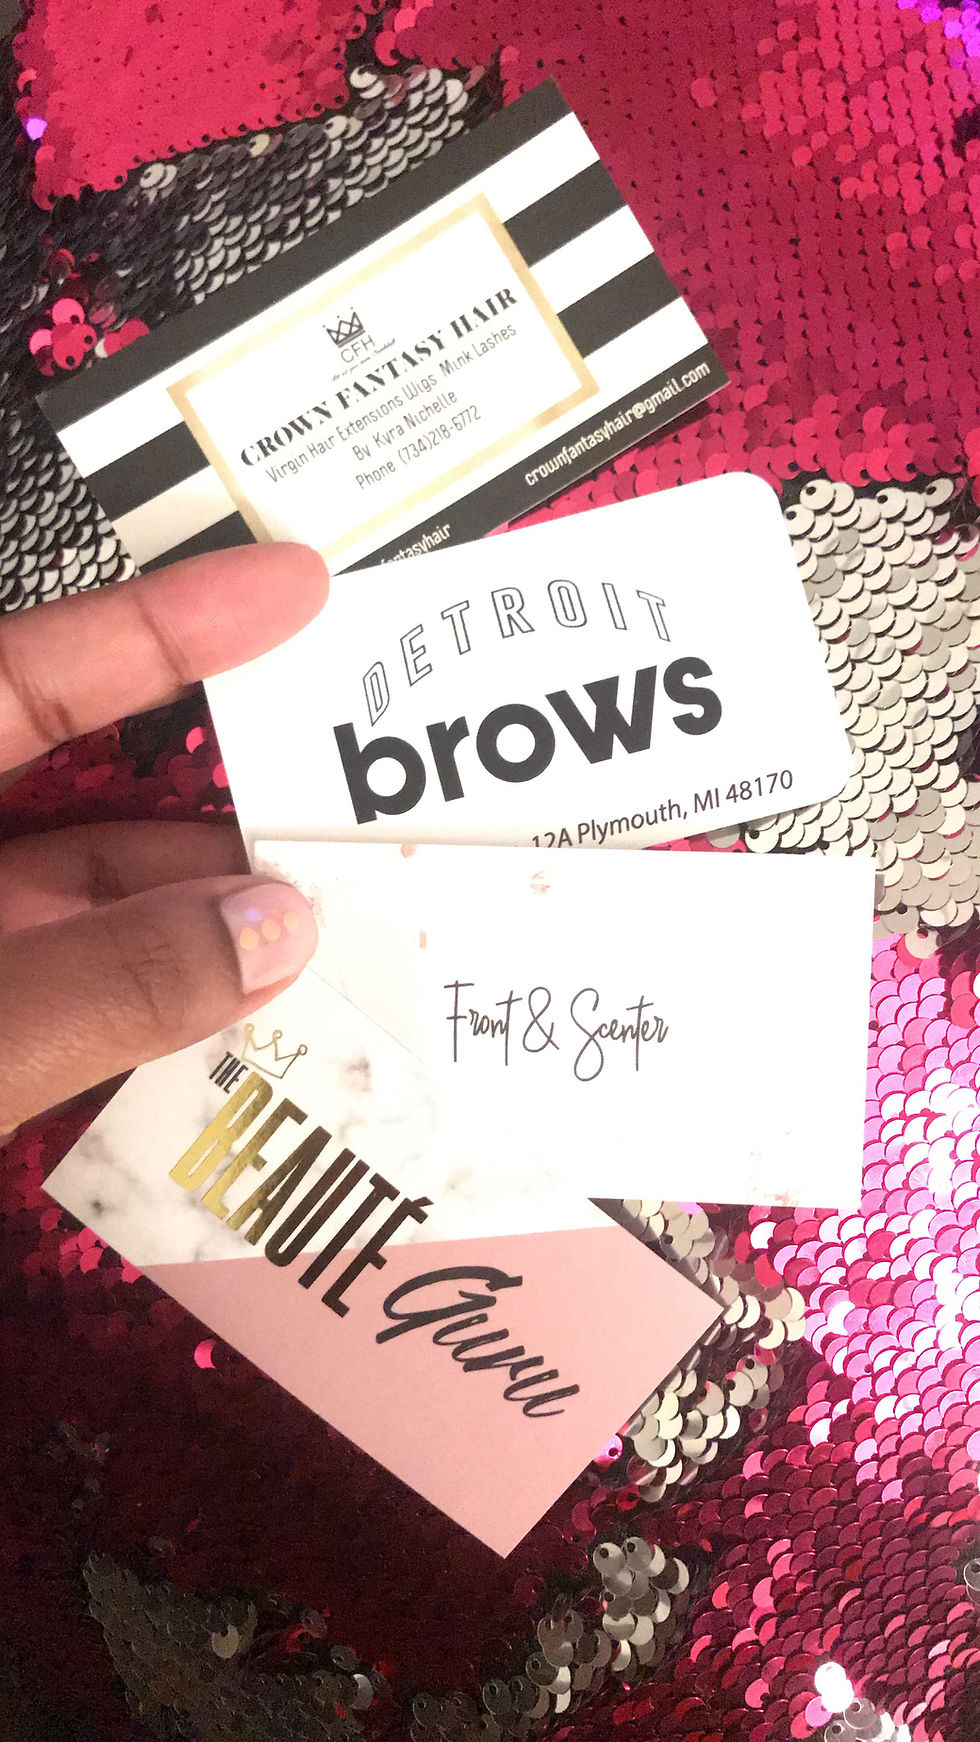 CFH
CROWN FANTASY HAIR
Virgin Hair Extensions Wigs Mink Lashes
By Kyra Nichelle
Phone (734)218-6772
crownfantasyhair@gmail.com
fantasyhair
DETROIT
brows
12A Plymouth, MI 48170
Front & Scenter
THE
BEAUTÉ
Guru